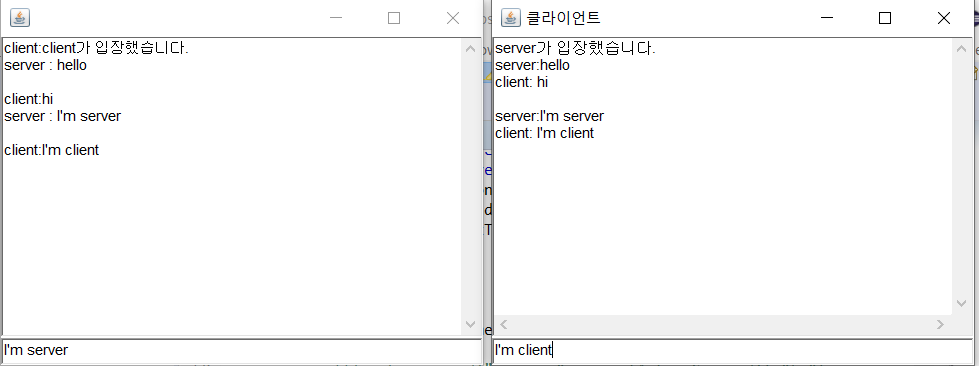 client:client가 입장했습니다.
server : hello
client:hi
server : I'm server
client:I'm client
I'm server
클라이언트
server가 입장했습니다.
server:hello
client: hi
server:I'm server
client: I'm client
I'm client